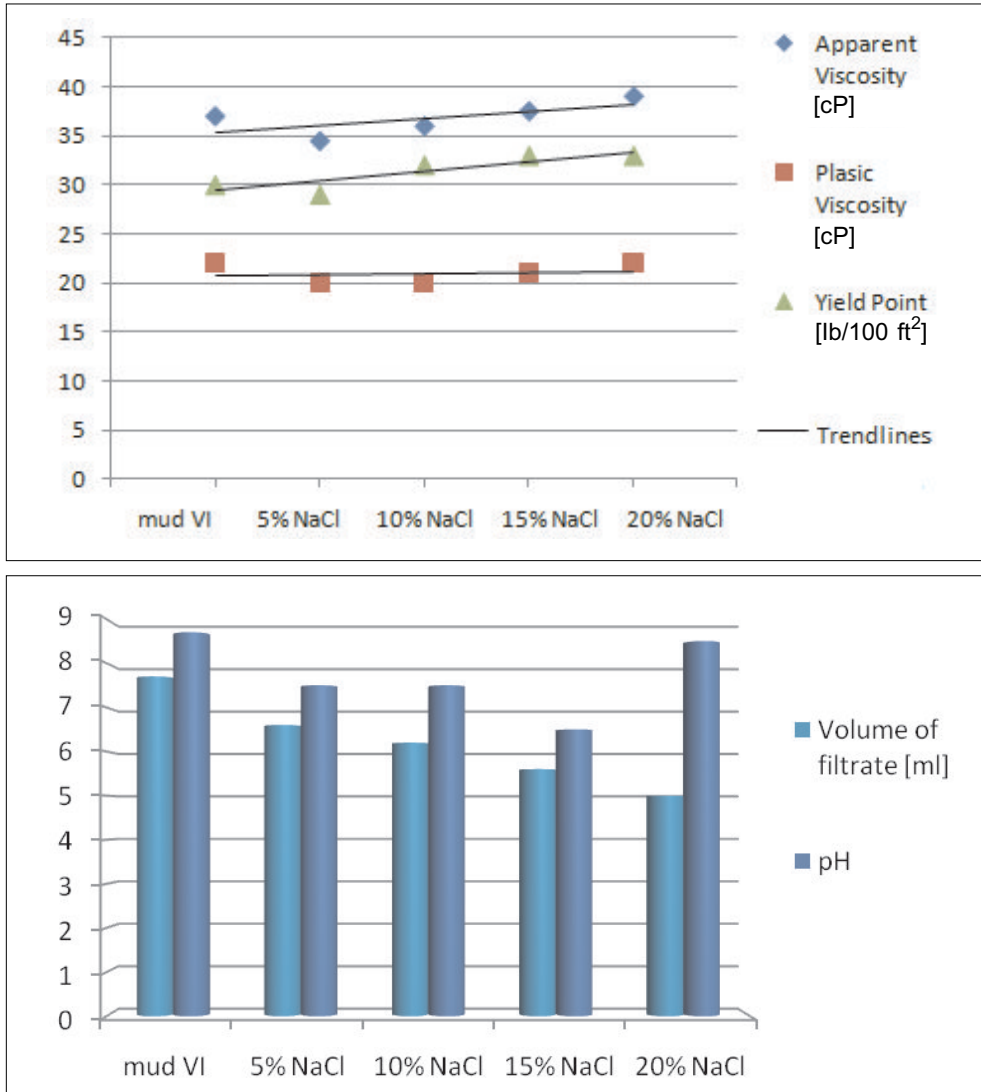 45
40
35
30
25
20
15
10
5
0
mud VI 5% NaCl 10% NaCl 15% NaCl 20% NaCl
Apparent
Viscosity
[cP]
Plasic
Viscosity
[cP]
Yield Point
[lb/100 ft²]
Trendlines
9
8
7
6
5
4
3
2
1
0
mud VI 5% NaCl 10% NaCl 15% NaCl 20% NaCl
Volume of
filtrate [ml]
pH